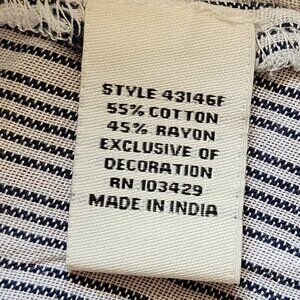 STYLE 43146F
55% COTTON
45% RAYON
EXCLUSIVE OF
DECORATION
RN 103429
MADE IN INDIA